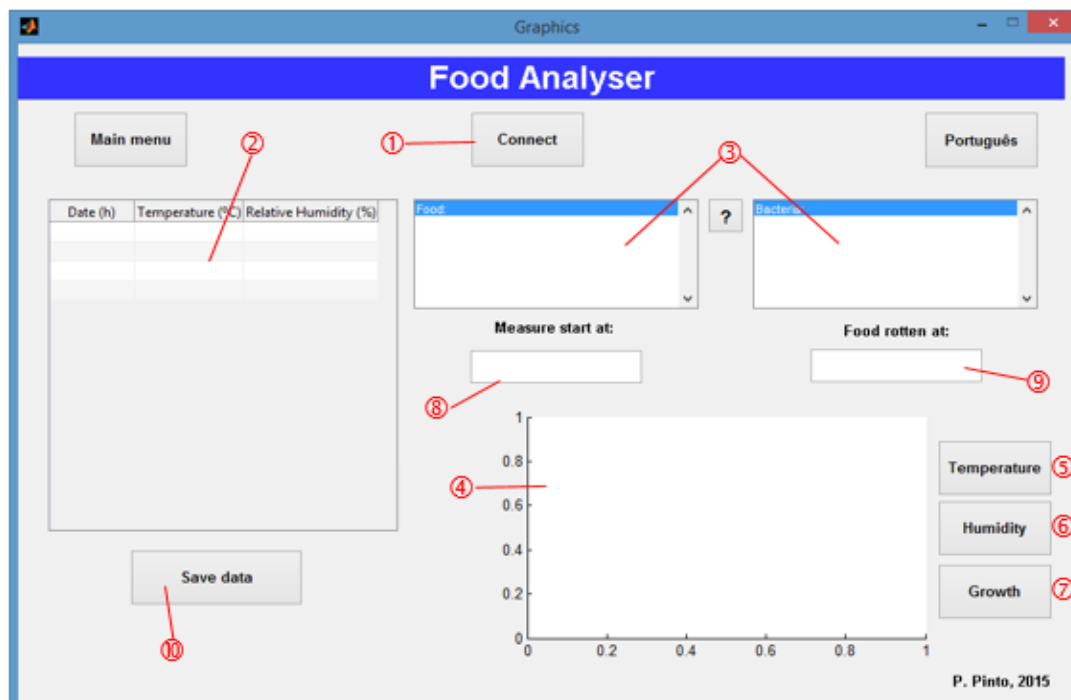 Graphics
Food Analyser
Main menu
① Connect
Português
②
③
Date (h) Temperature (ºC) Relative Humidity (%)
Food:
?
Bacteria:
Measure start at:
Food rotten at:
⑧
⑨
④
1
0.8
0.6
0.4
0.2
0
0 0.2 0.4 0.6 0.8 1
Temperature ⑤
Humidity ⑥
Growth ⑦
Save data
⑩
P. Pinto, 2015